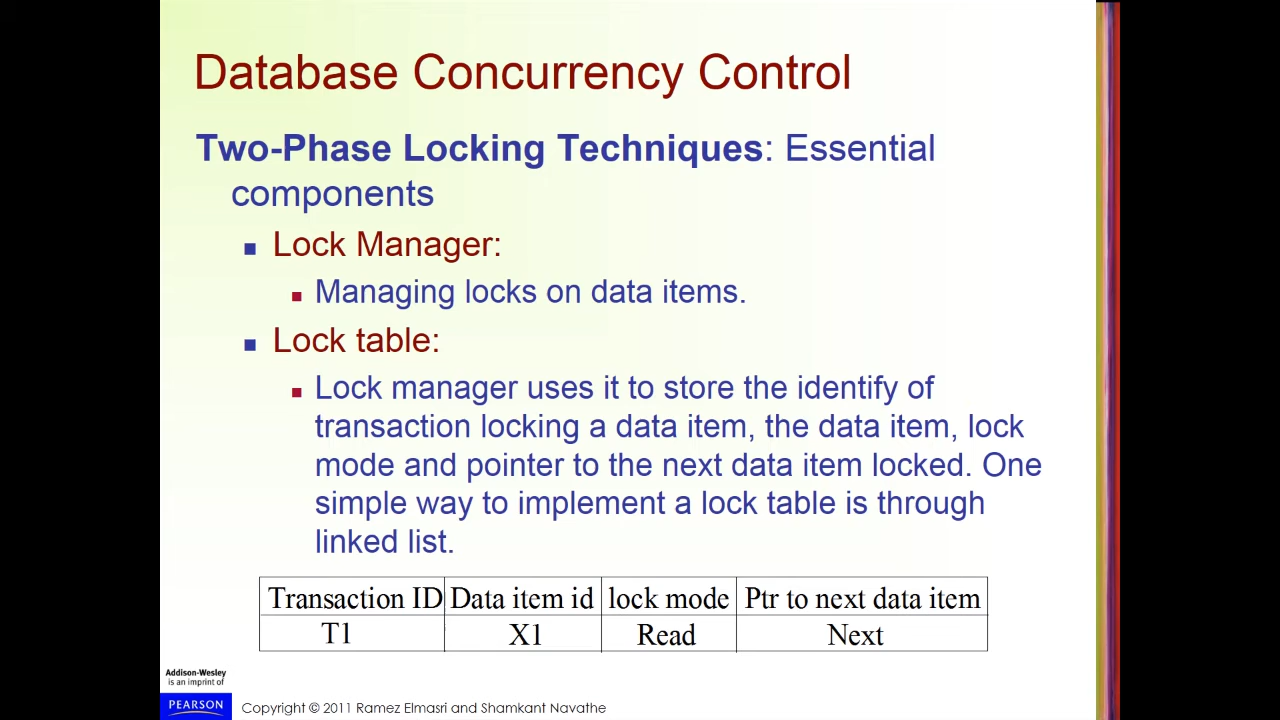 Database Concurrency Control
Two-Phase Locking Techniques: Essential
components
Lock Manager:
Managing locks on data items.
Lock table:
Lock manager uses it to store the identify of
transaction locking a data item, the data item, lock
mode and pointer to the next data item locked. One
simple way to implement a lock table is through
linked list.
Transaction ID Data item id lock mode Ptr to next data item
T1 X1 Read Next
Addison-Wesley
is an imprint of
PEARSON
Copyright © 2011 Ramez Elmasri and Shamkant Navathe